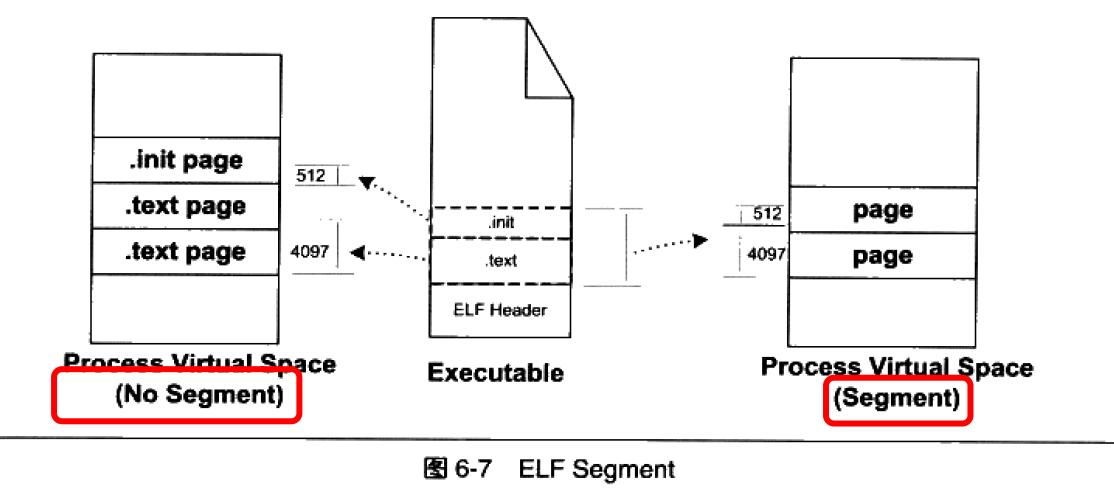 .init page
.text page
.text page
512
4097
.init
.text
ELF Header
512
4097
page
page
Process Virtual Space
(No Segment)
Executable
Process Virtual Space
(Segment)
图 6-7 ELF Segment